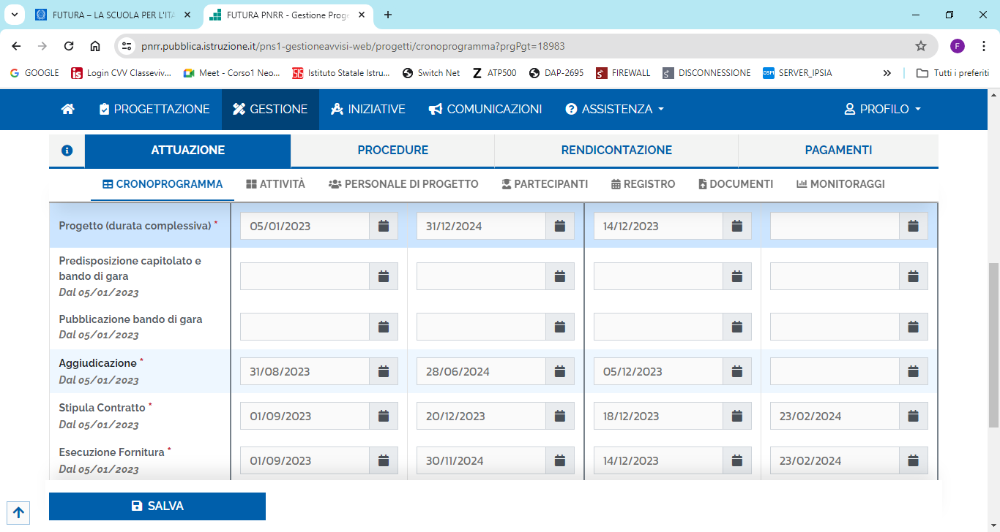 FUTURA – LA SCUOLA PER L'ITA
FUTURA PNRR - Gestione Proge
pnrr.pubblica.istruzione.it/pns1-gestioneavvisi-web/progetti/cronoprogramma?prgPgt=18983
F
GOOGLE
Login CVV Classeviv...
Meet - Corso1 Neo...
Istituto Statale Istru...
Switch Net
ATP500
DAP-2695
FIREWALL
DISCONNESSIONE
SERVER_IPSIA
Tutti i preferiti
PROGETTAZIONE
GESTIONE
INIZIATIVE
COMUNICAZIONI
ASSISTENZA
PROFILO
ATTUAZIONE
PROCEDURE
RENDICONTAZIONE
PAGAMENTI
CRONOPROGRAMMA
ATTIVITÀ
PERSONALE DI PROGETTO
PARTECIPANTI
REGISTRO
DOCUMENTI
MONITORAGGI
Progetto (durata complessiva) *
05/01/2023
31/12/2024
14/12/2023
Predisposizione capitolato e
bando di gara
Dal 05/01/2023
Pubblicazione bando di gara
Dal 05/01/2023
Aggiudicazione *
Dal 05/01/2023
31/08/2023
28/06/2024
05/12/2023
Stipula Contratto *
Dal 05/01/2023
01/09/2023
20/12/2023
18/12/2023
23/02/2024
Esecuzione Fornitura *
Dal 05/01/2023
01/09/2023
30/11/2024
14/12/2023
23/02/2024
SALVA